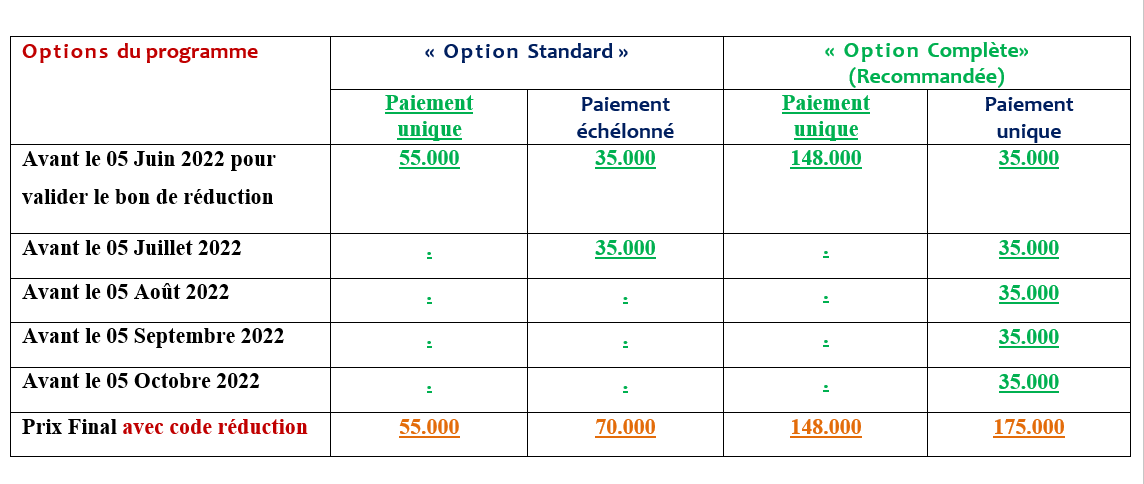 Options du programme
« Option Standard »
« Option Complète»
(Recommandée)
Paiement
unique
Paiement
échélonné
Paiement
unique
Paiement
unique
Avant le 05 Juin 2022 pour
valider le bon de réduction
55.000
35.000
148.000
35.000
Avant le 05 Juillet 2022
.
35.000
.
35.000
Avant le 05 Août 2022
.
.
.
35.000
Avant le 05 Septembre 2022
.
.
.
35.000
Avant le 05 Octobre 2022
.
.
.
35.000
Prix Final avec code réduction
55.000
70.000
148.000
175.000